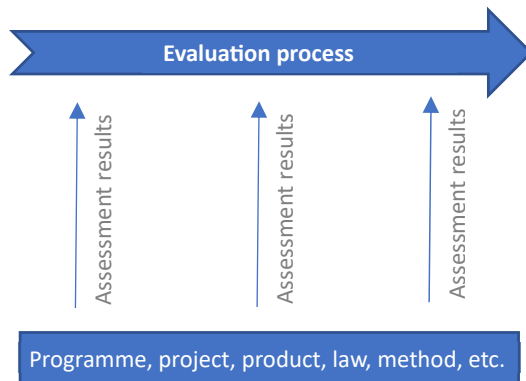 Evaluation process
Assessment results
Assessment results
Assessment results
Programme, project, product, law, method, etc.